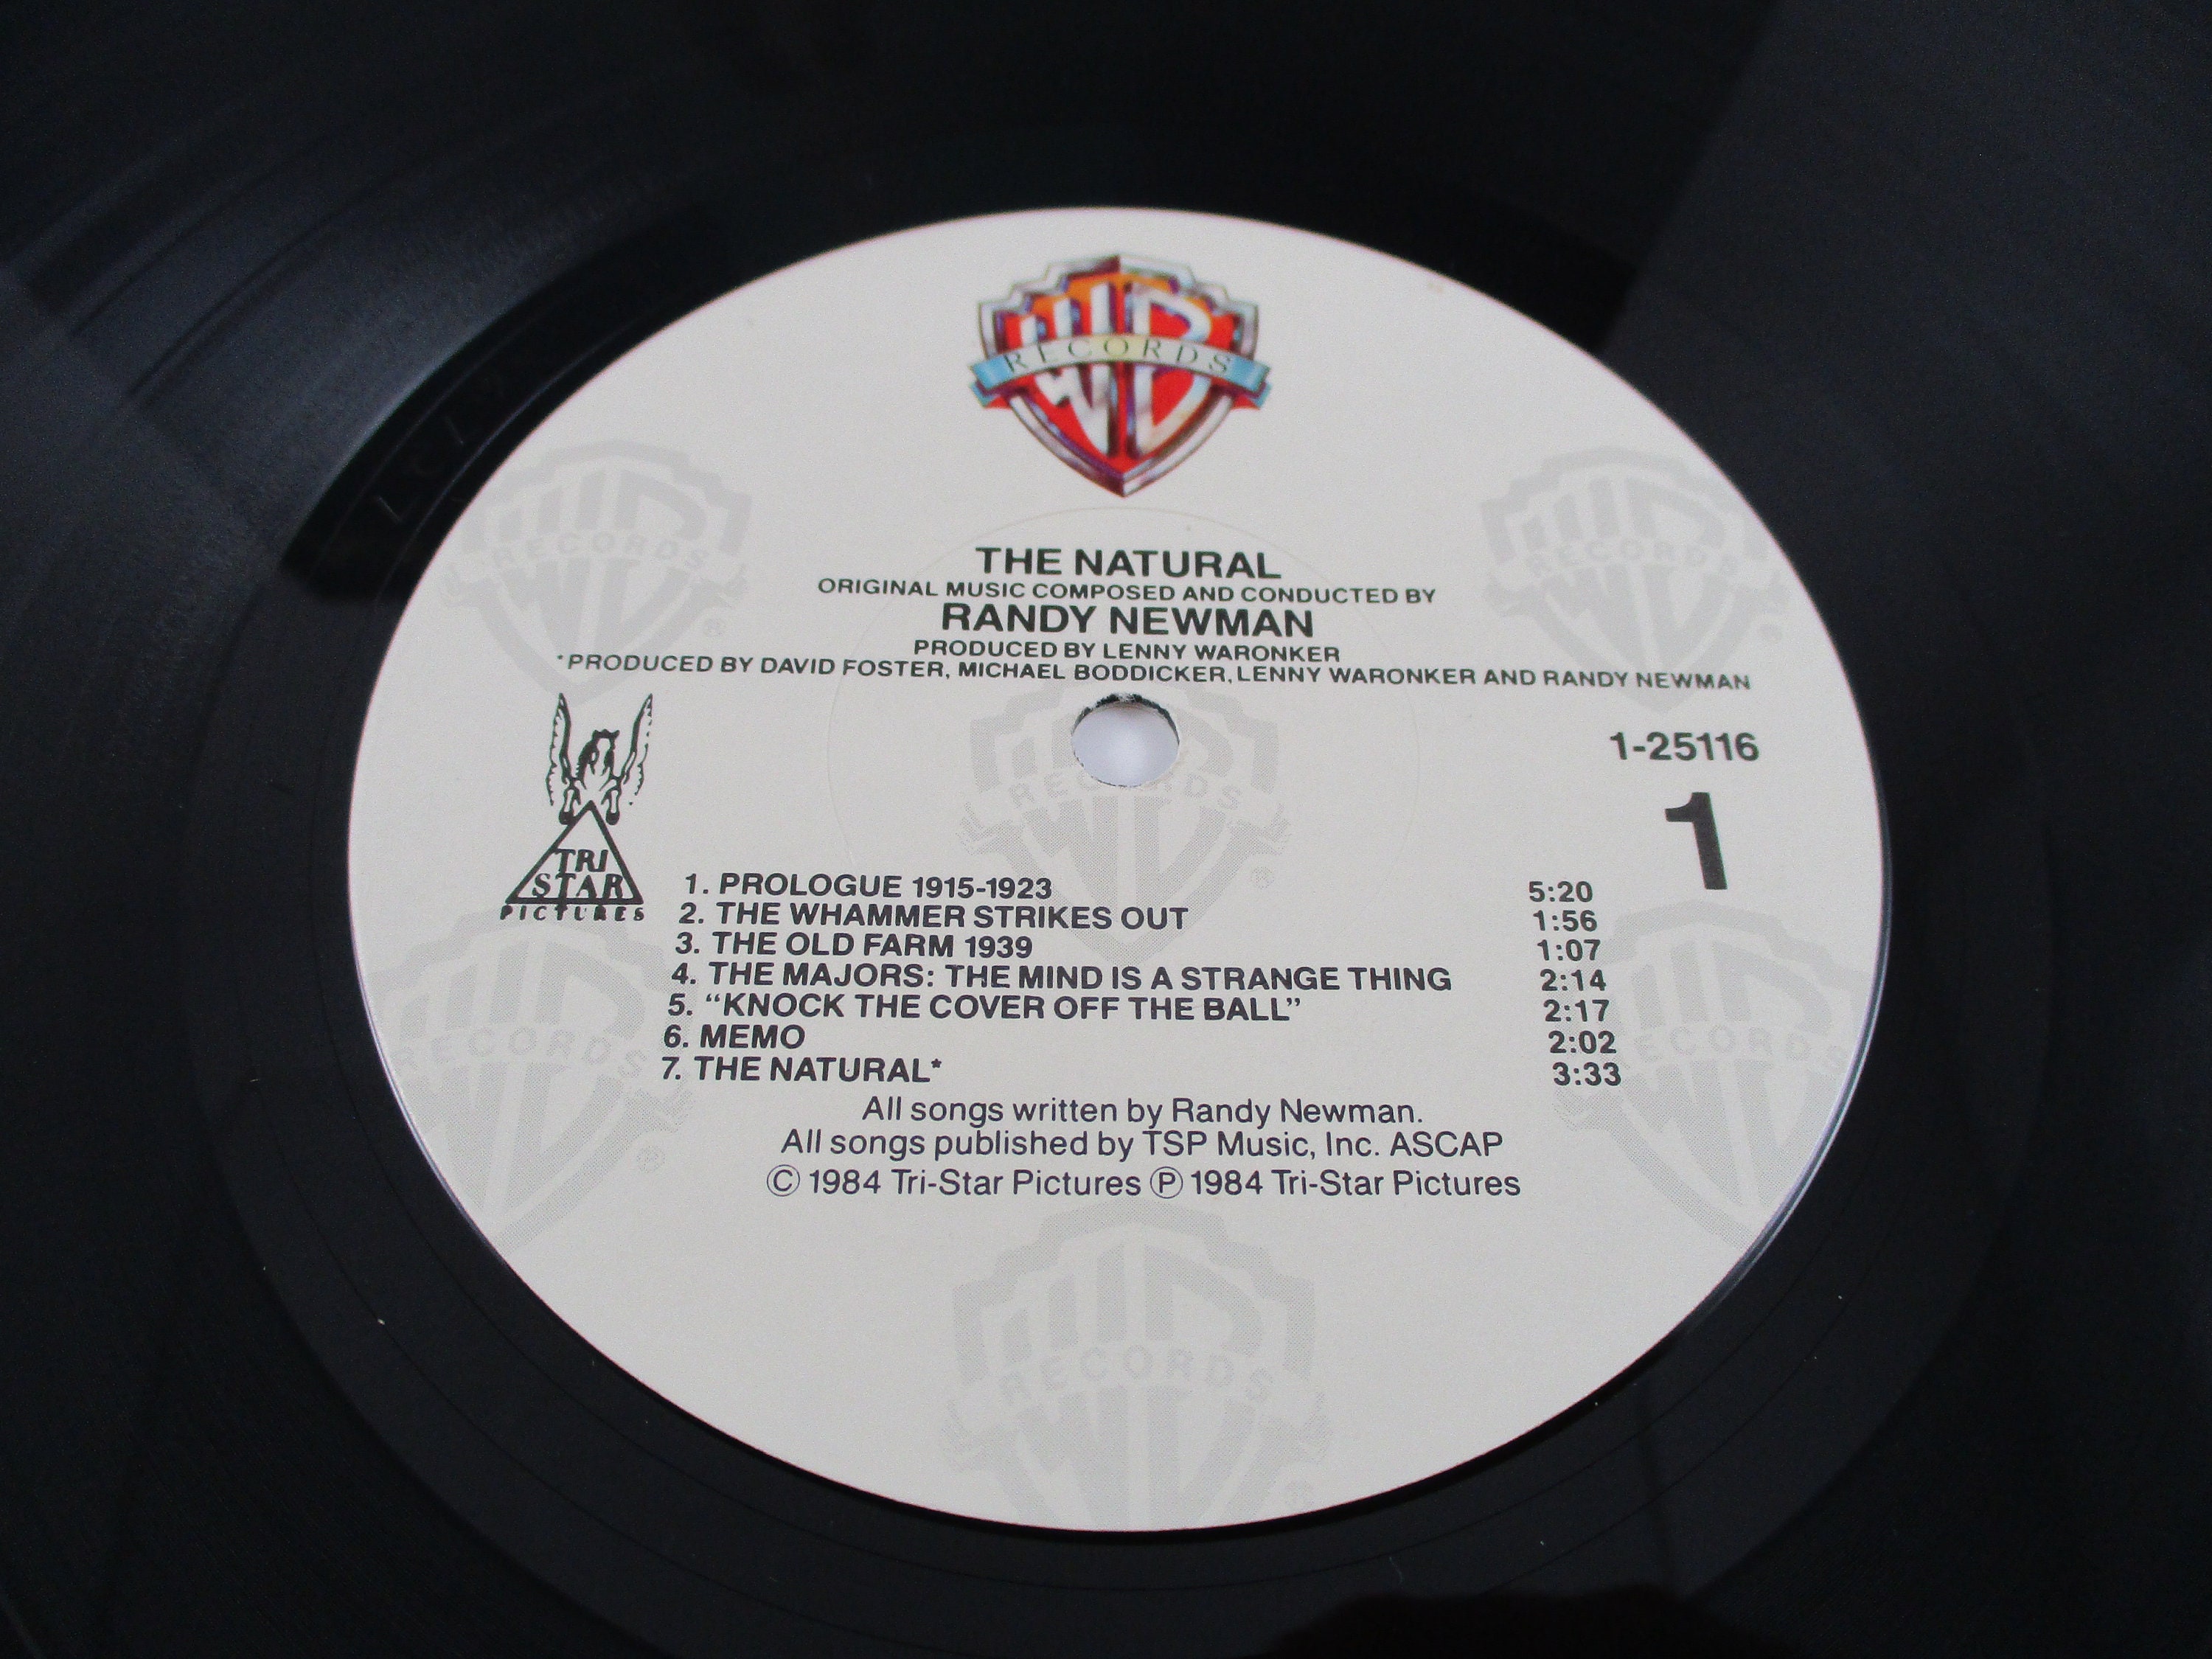 WB
RECORDS
THE NATURAL
ORIGINAL MUSIC COMPOSED AND CONDUCTED BY
RANDY NEWMAN
PRODUCED BY LENNY WARONKER
*PRODUCED BY DAVID FOSTER, MICHAEL BODDICKER, LENNY WARONKER AND RANDY NEWMAN
1-25116
1
TRI
STAR
PICTURES
1. PROLOGUE 1915-1923 5:20
2. THE WHAMMER STRIKES OUT 1:56
3. THE OLD FARM 1939 1:07
4. THE MAJORS: THE MIND IS A STRANGE THING 2:14
5. “KNOCK THE COVER OFF THE BALL” 2:17
6. MEMO 2:02
7. THE NATURAL* 3:33
All songs written by Randy Newman.
All songs published by TSP Music, Inc. ASCAP
Ⓒ 1984 Tri-Star Pictures Ⓟ 1984 Tri-Star Pictures